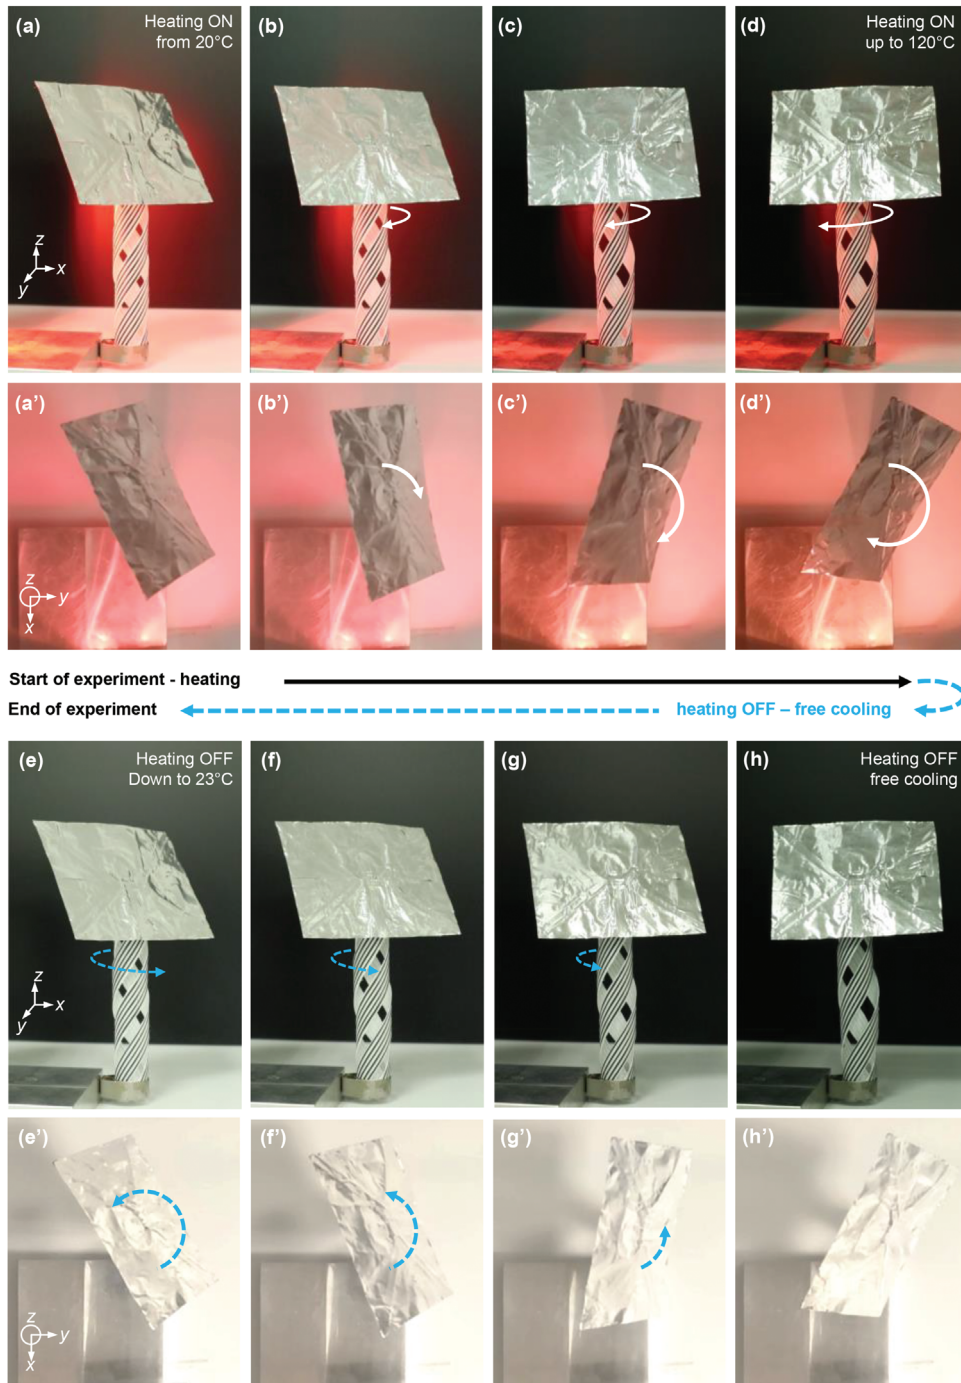 (a)
Heating ON
from 20°C
(b)
(c)
(d)
Heating ON
up to 120°C
z
x
y
(a')
(b')
(c')
(d')
z
y
x
Start of experiment - heating
End of experiment
heating OFF – free cooling
(e)
Heating OFF
Down to 23°C
(f)
(g)
(h)
Heating OFF
free cooling
z
x
y
(e')
(f')
(g')
(h')
z
y
x